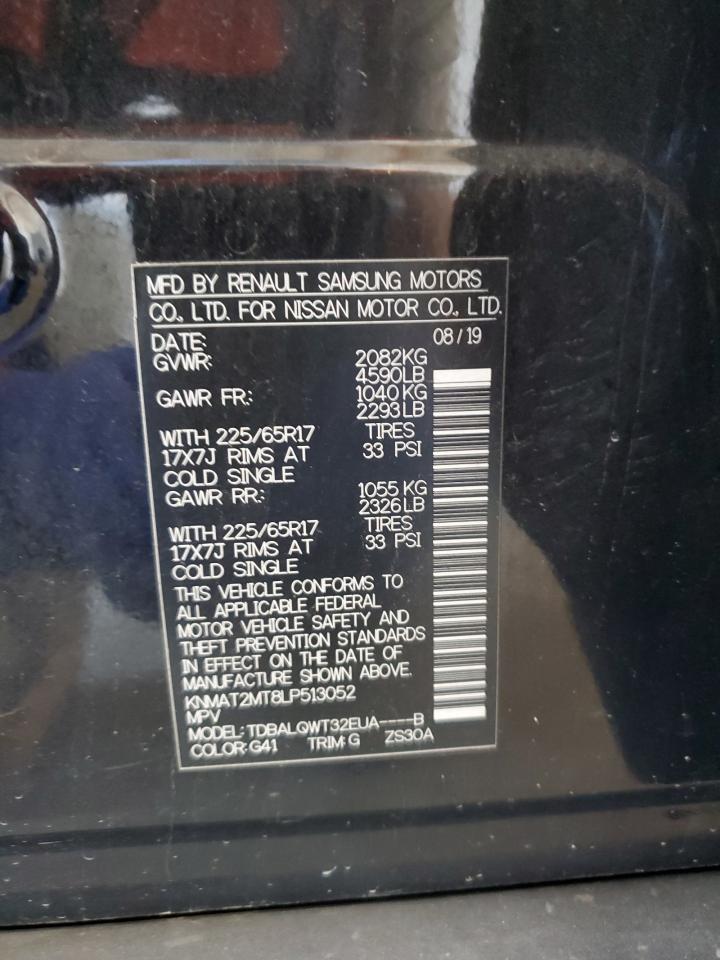 MFD BY RENAULT SAMSUNG MOTORS
CO., LTD. FOR NISSAN MOTOR CO., LTD.
DATE: 08/19
GVWR: 2082KG
4590LB
GAWR FR: 1040KG
2293LB
WITH 225/65R17 TIRES
17X7J RIMS AT 33 PSI
COLD SINGLE
GAWR RR: 1055KG
2326LB
WITH 225/65R17 TIRES
17X7J RIMS AT 33 PSI
COLD SINGLE
THIS VEHICLE CONFORMS TO
ALL APPLICABLE FEDERAL
MOTOR VEHICLE SAFETY AND
THEFT PREVENTION STANDARDS
IN EFFECT ON THE DATE OF
MANUFACTURE SHOWN ABOVE.
KNMAT2MT8LP513052
MPV
MODEL: TDBALQWT32EUA----B
COLOR: G41 TRIM: G ZS30A